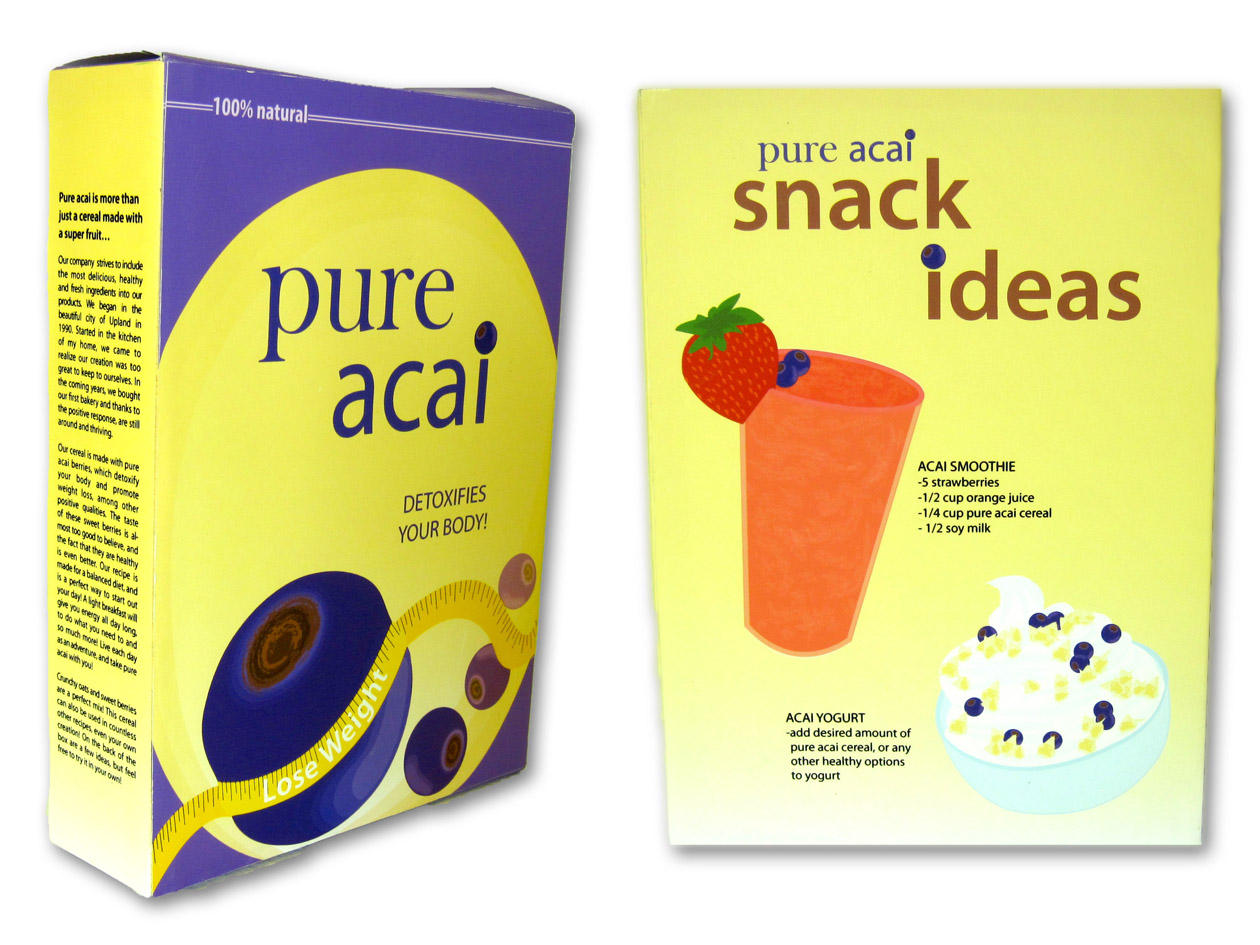 100% natural
pure
acai
DETOXIFIES
YOUR BODY!
Lose Weight
Pure acai is more than
just a cereal made with
a super fruit...
Our company strives to include
the most delicious, healthy
and fresh ingredients into our
products. We began in the
beautiful city of Upland in
1990. Started in the kitchen
of my home, we came to
realize our creation was too
great to keep to ourselves. In
the coming years, we bought
our first bakery and thanks to
the positive response, are still
around and thriving.
Our cereal is made with pure
acai berries, which detoxify
your body and promote
weight loss, among other
positive qualities. The taste
of these sweet berries is al-
most too good to believe, and
the fact that they are healthy
is even better. Our recipe is
made for a balanced diet, and
is a perfect way to start out
your day! A light breakfast will
give you energy all day long,
to do what you need to and
so much more! Live each day
as an adventure, and take pure
acai with you!
Crunchy oats and sweet berries
are a perfect mix! This cereal
can also be used in countless
other recipes, even your own
creation! On the back of the
box are a few ideas, but feel
free to try it in your own!
pure acai
snack
ideas
ACAI SMOOTHIE
-5 strawberries
-1/2 cup orange juice
-1/4 cup pure acai cereal
- 1/2 soy milk
ACAI YOGURT
-add desired amount of
pure acai cereal, or any
other healthy options
to yogurt